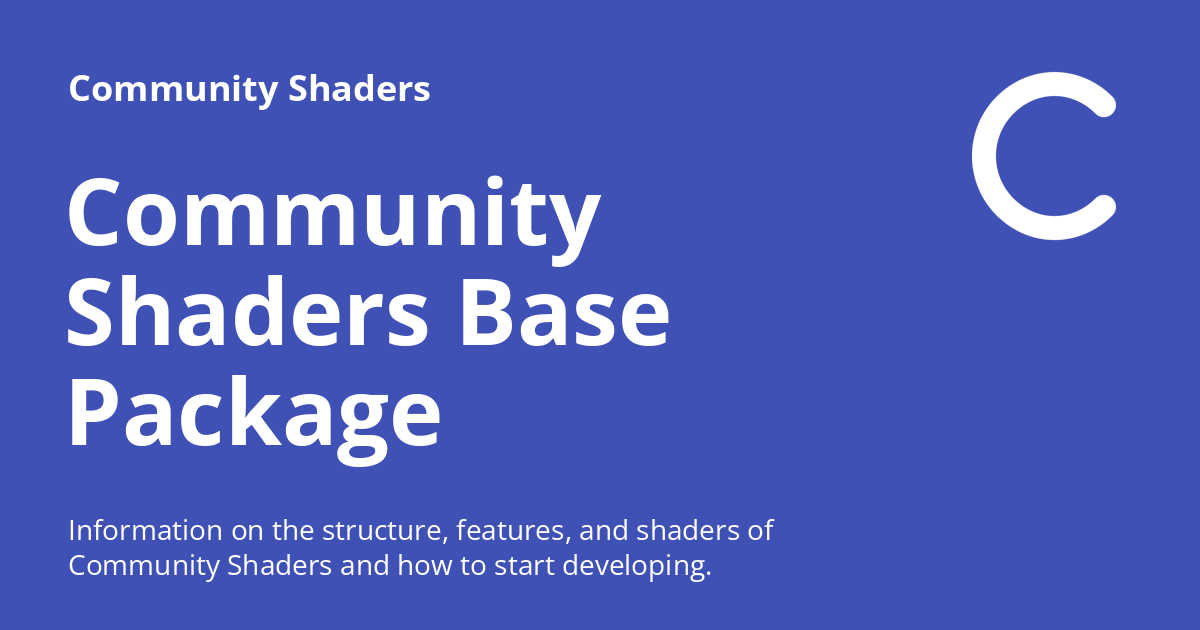 Community Shaders
Community
Shaders Base
Package
Information on the structure, features, and shaders of
Community Shaders and how to start developing.